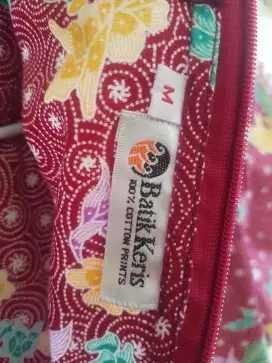 M
Batik Keris
100% COTTON PRINTS